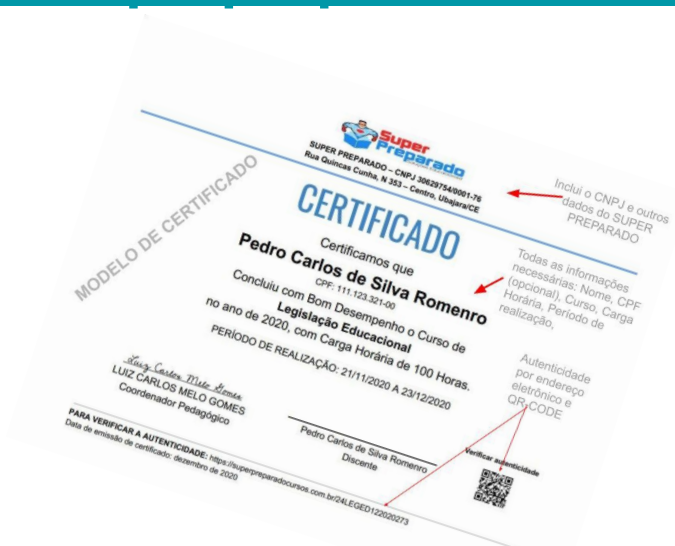 Super
Preparado
SUPER PREPARADO – CNPJ 30629754/0001-76
Rua Quincas Cunha, N 353 – Centro, Ubajara/CE
CERTIFICADO
Certificamos que
Pedro Carlos de Silva Romenro
CPF: 111.123.321-00
Concluiu com Bom Desempenho o Curso de
Legislação Educacional
no ano de 2020, com Carga Horária de 100 Horas.
PERÍODO DE REALIZAÇÃO: 21/11/2020 A 23/12/2020
Luiz Carlos Melo Gomes
LUIZ CARLOS MELO GOMES
Coordenador Pedagógico
Pedro Carlos de Silva Romenro
Discente
Verificar autenticidade
PARA VERIFICAR A AUTENTICIDADE: https://superpreparadocursos.com.br/24LEGED122020273
Data de emissão de certificado: dezembro de 2020
MODELO DE CERTIFICADO
Inclui o CNPJ e outros
dados do SUPER
PREPARADO
Todas as informações
necessárias: Nome, CPF
(opcional), Curso, Carga
Horária, Período de
realização,
Autenticidade
por endereço
eletrônico e
QR CODE